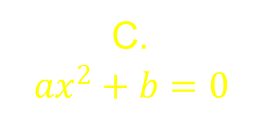 C.
ax² + b = 0